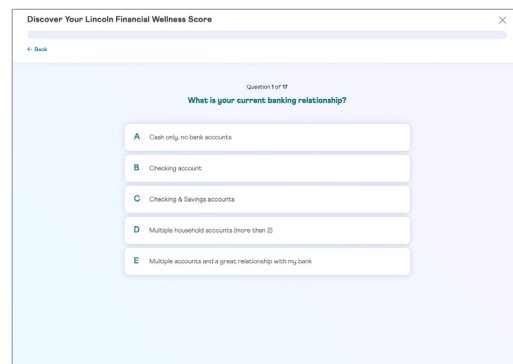 Discover Your Lincoln Financial Wellness Score
← Back
Question 1 of 17
What is your current banking relationship?
A Cash only, no bank accounts
B Checking account
C Checking & Savings accounts
D Multiple household accounts (more than 2)
E Multiple accounts and a great relationship with my bank